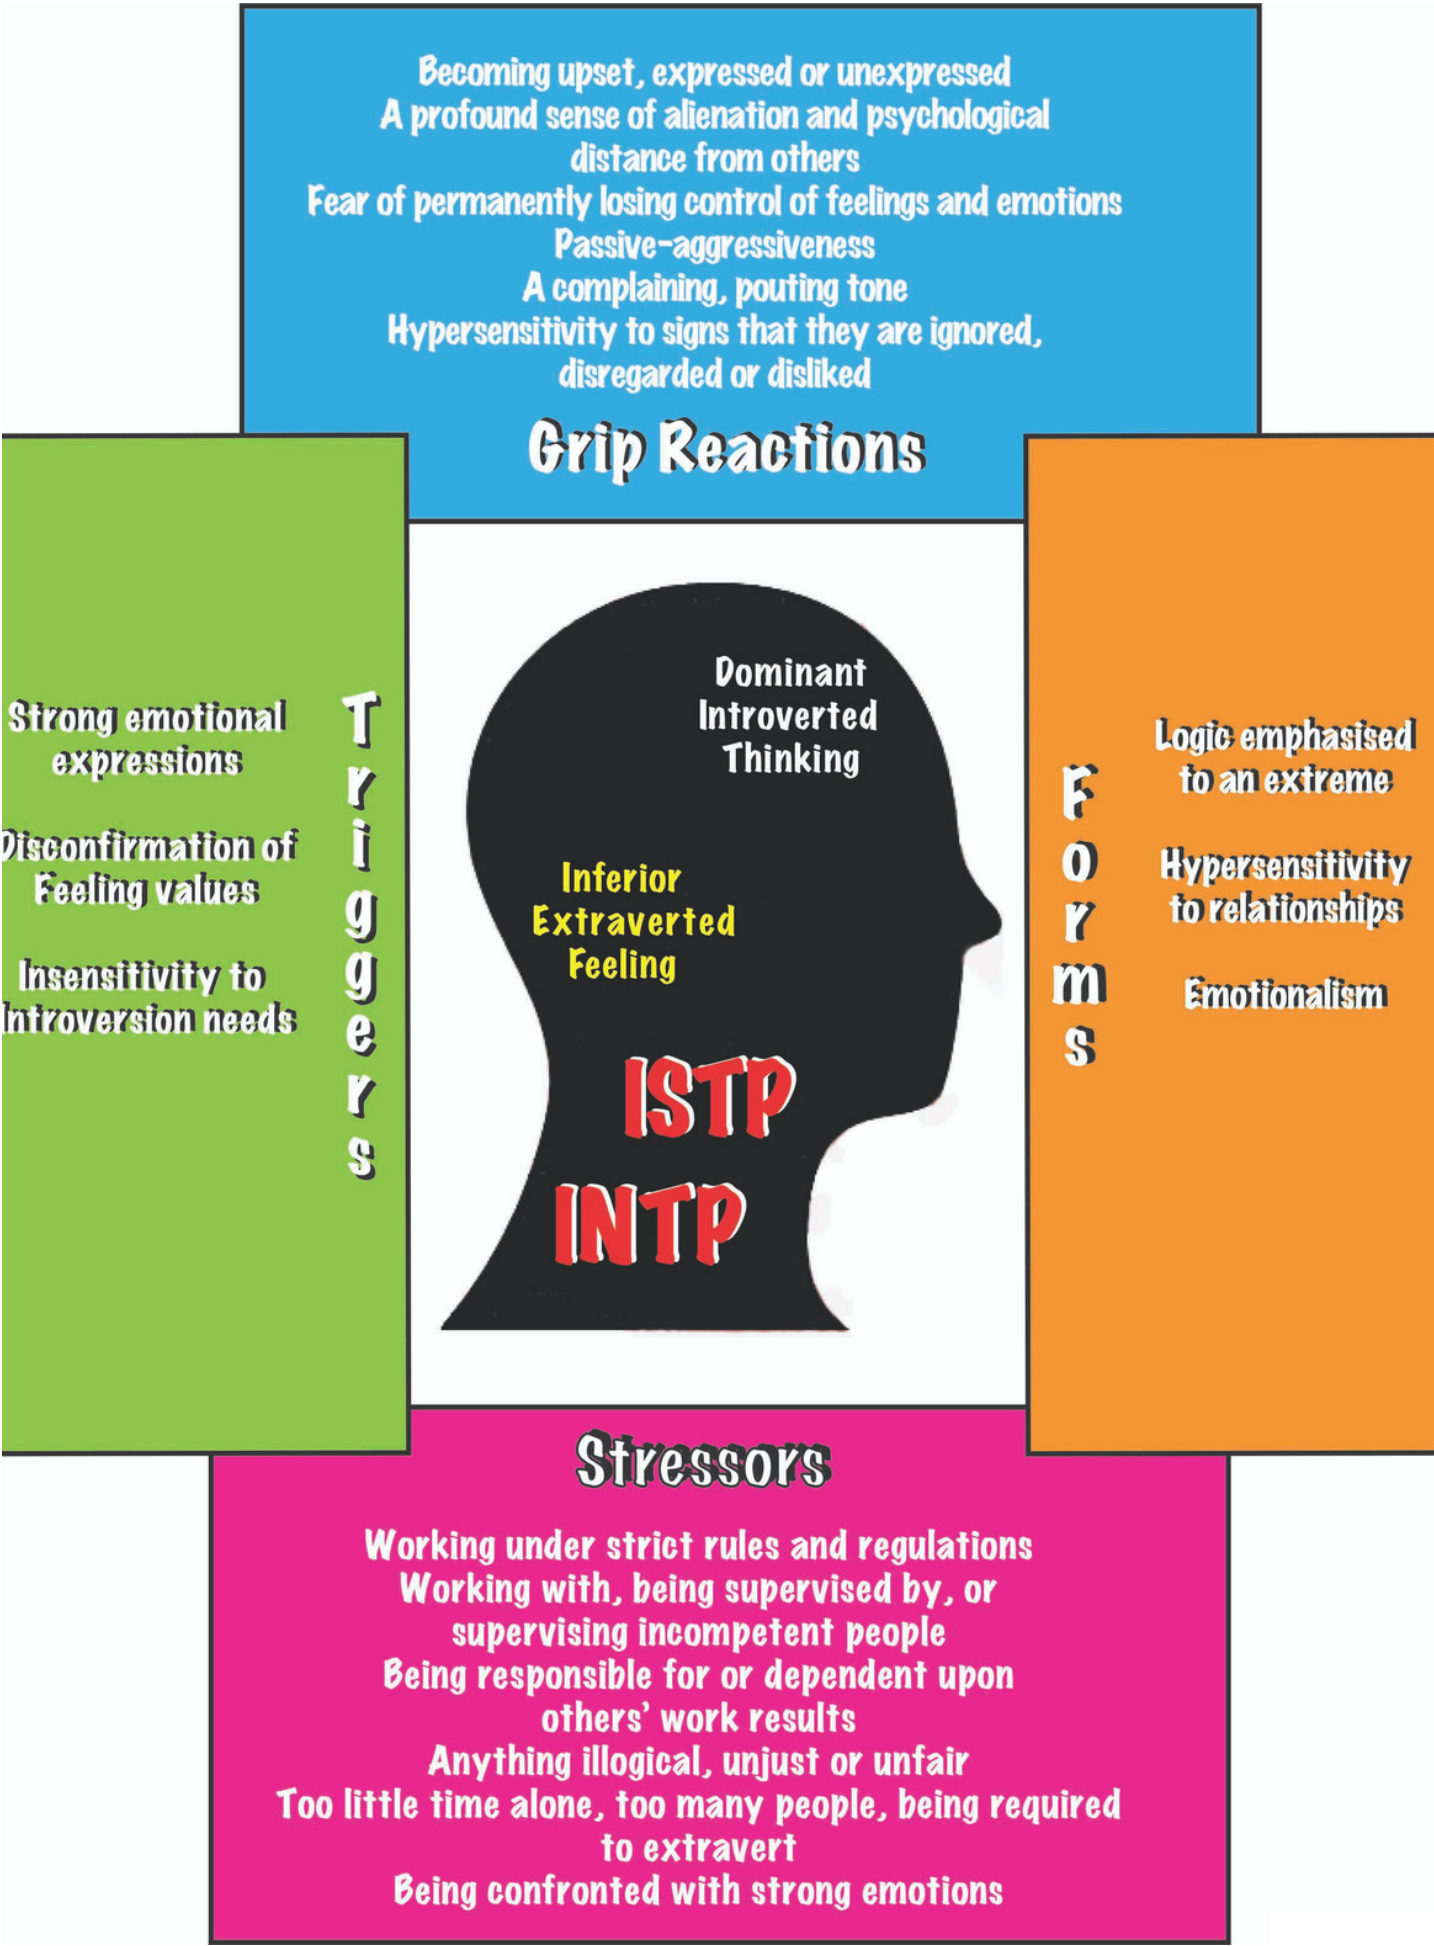 Becoming upset, expressed or unexpressed
A profound sense of alienation and psychological
distance from others
Fear of permanently losing control of feelings and emotions
Passive-aggressiveness
A complaining, pouting tone
Hypersensitivity to signs that they are ignored,
disregarded or disliked
Grip Reactions
Strong emotional
expressions
Disconfirmation of
Feeling values
Insensitivity to
Introversion needs
Triggers
Dominant
Introverted
Thinking
Inferior
Extraverted
Feeling
ISTP
INTP
Forms
Logic emphasised
to an extreme
Hypersensitivity
to relationships
Emotionalism
Stressors
Working under strict rules and regulations
Working with, being supervised by, or
supervising incompetent people
Being responsible for or dependent upon
others’ work results
Anything illogical, unjust or unfair
Too little time alone, too many people, being required
to extravert
Being confronted with strong emotions